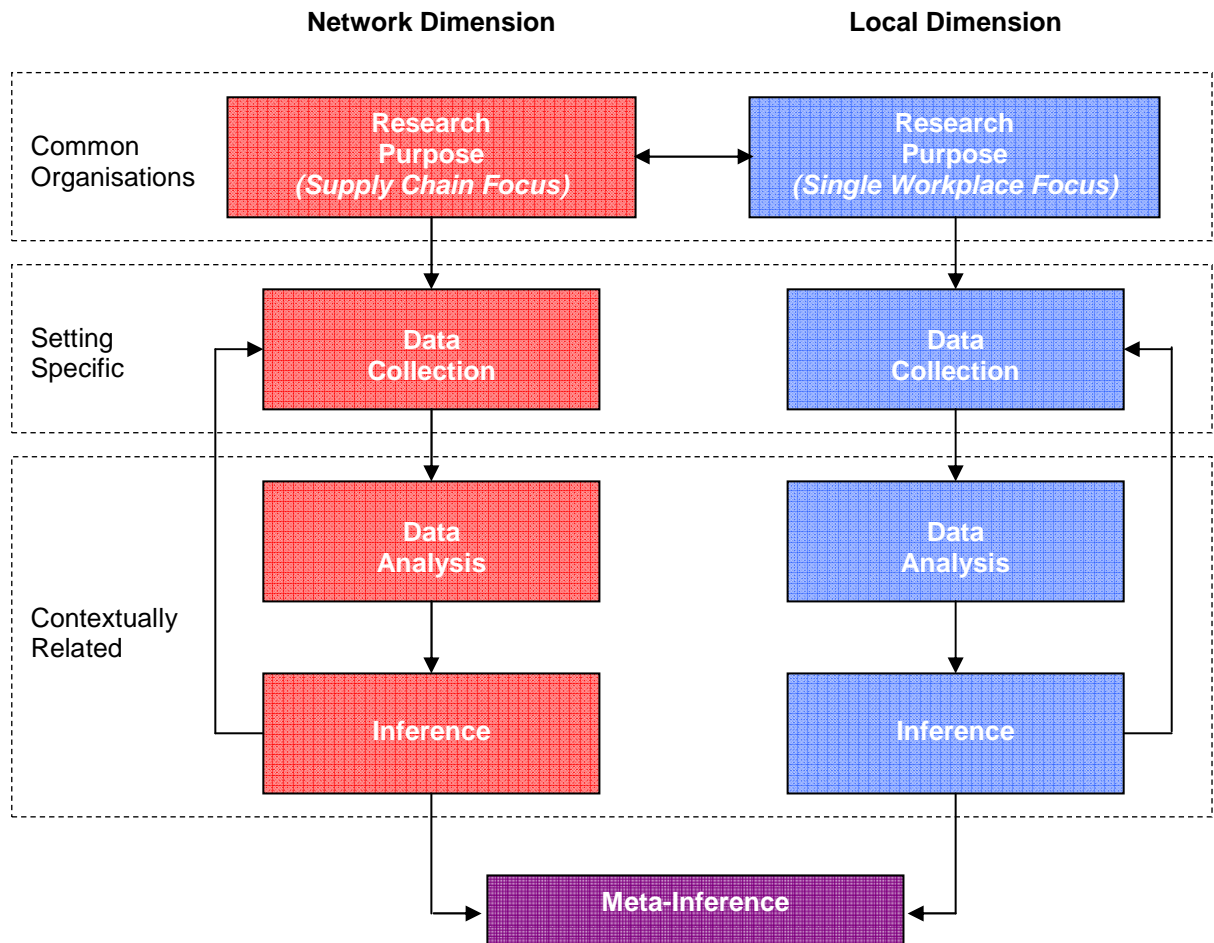 Network Dimension
Local Dimension
Common
Organisations
Research
Purpose
(Supply Chain Focus)
Research
Purpose
(Single Workplace Focus)
Setting
Specific
Data
Collection
Data
Collection
Contextually
Related
Data
Analysis
Data
Analysis
Inference
Inference
Meta-Inference